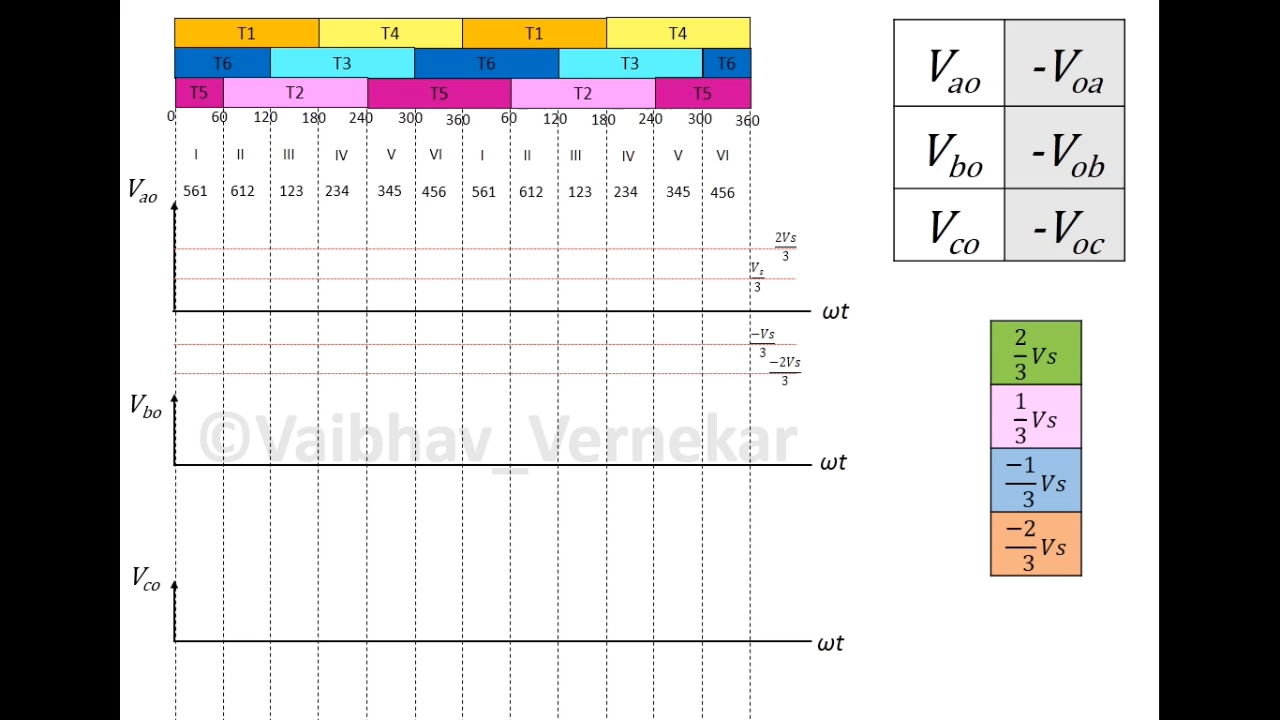 T1 T4 T1 T4
T6 T3 T6 T3 T6
T5 T2 T5 T2 T5
0 60 120 180 240 300 360 60 120 180 240 300 360
I II III IV V VI I II III IV V VI
561 612 123 234 345 456 561 612 123 234 345 456
Vao
2Vs/3
Vs/3
ωt
−Vs/3
−2Vs/3
Vbo
©Vaibhav_Vernekar
ωt
Vco
ωt
Vao -Voa
Vbo -Vob
Vco -Voc
2/3 Vs
1/3 Vs
−1/3 Vs
−2/3 Vs